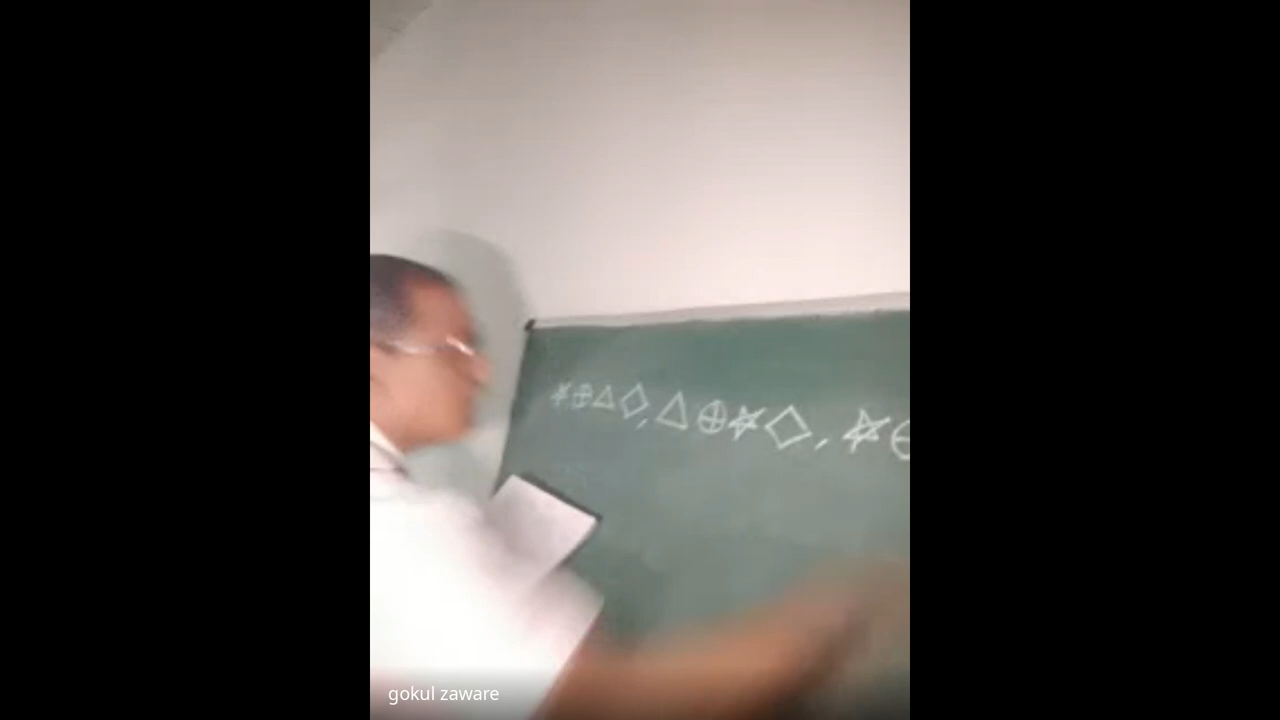 ☆⊕△◇, △⊕☆◇, ☆
gokul zaware